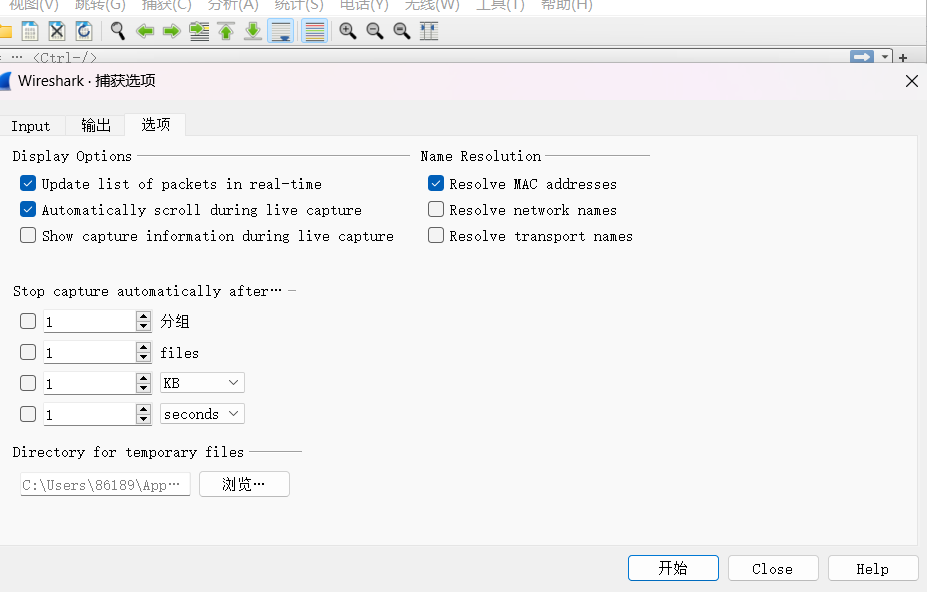 视图(V) 跳转(G) 捕获(C) 分析(A) 统计(S) 电话(Y) 无线(W) 工具(T) 帮助(H)
… <Ctrl-/>
+
Wireshark · 捕获选项
Input 输出 选项
Display Options Name Resolution
Update list of packets in real-time Resolve MAC addresses
Automatically scroll during live capture Resolve network names
Show capture information during live capture Resolve transport names
Stop capture automatically after…
1 分组
1 files
1 KB
1 seconds
Directory for temporary files
C:\Users\86189\App… 浏览…
开始 Close Help